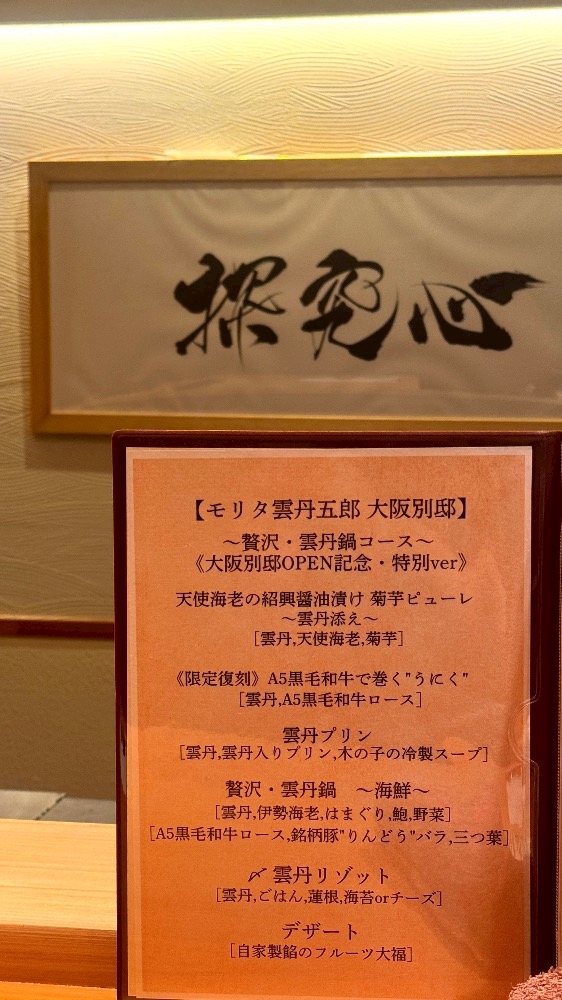 探究心
【モリタ雲丹五郎 大阪別邸】
～贅沢・雲丹鍋コース～
《大阪別邸OPEN記念・特別ver》
天使海老の紹興醤油漬け 菊芋ピューレ
～雲丹添え～
［雲丹,天使海老,菊芋］
《限定復刻》A5黒毛和牛で巻く"うにく"
［雲丹,A5黒毛和牛ロース］
雲丹プリン
［雲丹,雲丹入りプリン,木の子の冷製スープ］
贅沢・雲丹鍋　～海鮮～
［雲丹,伊勢海老,はまぐり,鮑,野菜］
［A5黒毛和牛ロース,銘柄豚"りんどう"バラ,三つ葉］
〆 雲丹リゾット
［雲丹,ごはん,蓮根,海苔orチーズ］
デザート
［自家製餡のフルーツ大福］